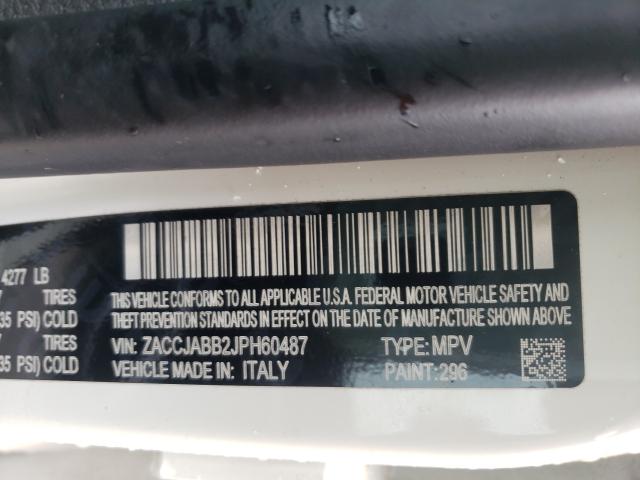 4277 LB
TIRES
35 PSI) COLD
TIRES
35 PSI) COLD
THIS VEHICLE CONFORMS TO ALL APPLICABLE U.S.A. FEDERAL MOTOR VEHICLE SAFETY AND
THEFT PREVENTION STANDARDS IN EFFECT ON THE DATE OF MANUFACTURE SHOWN ABOVE.
VIN: ZACCJABB2JPH60487 TYPE: MPV
VEHICLE MADE IN: ITALY PAINT: 296